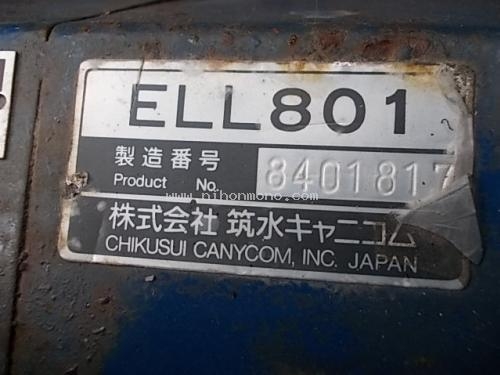 ELL801
製造番号
Product No. 8401817
www.nihonmono.com
株式会社 筑水キャニコム
CHIKUSUI CANYCOM, INC. JAPAN